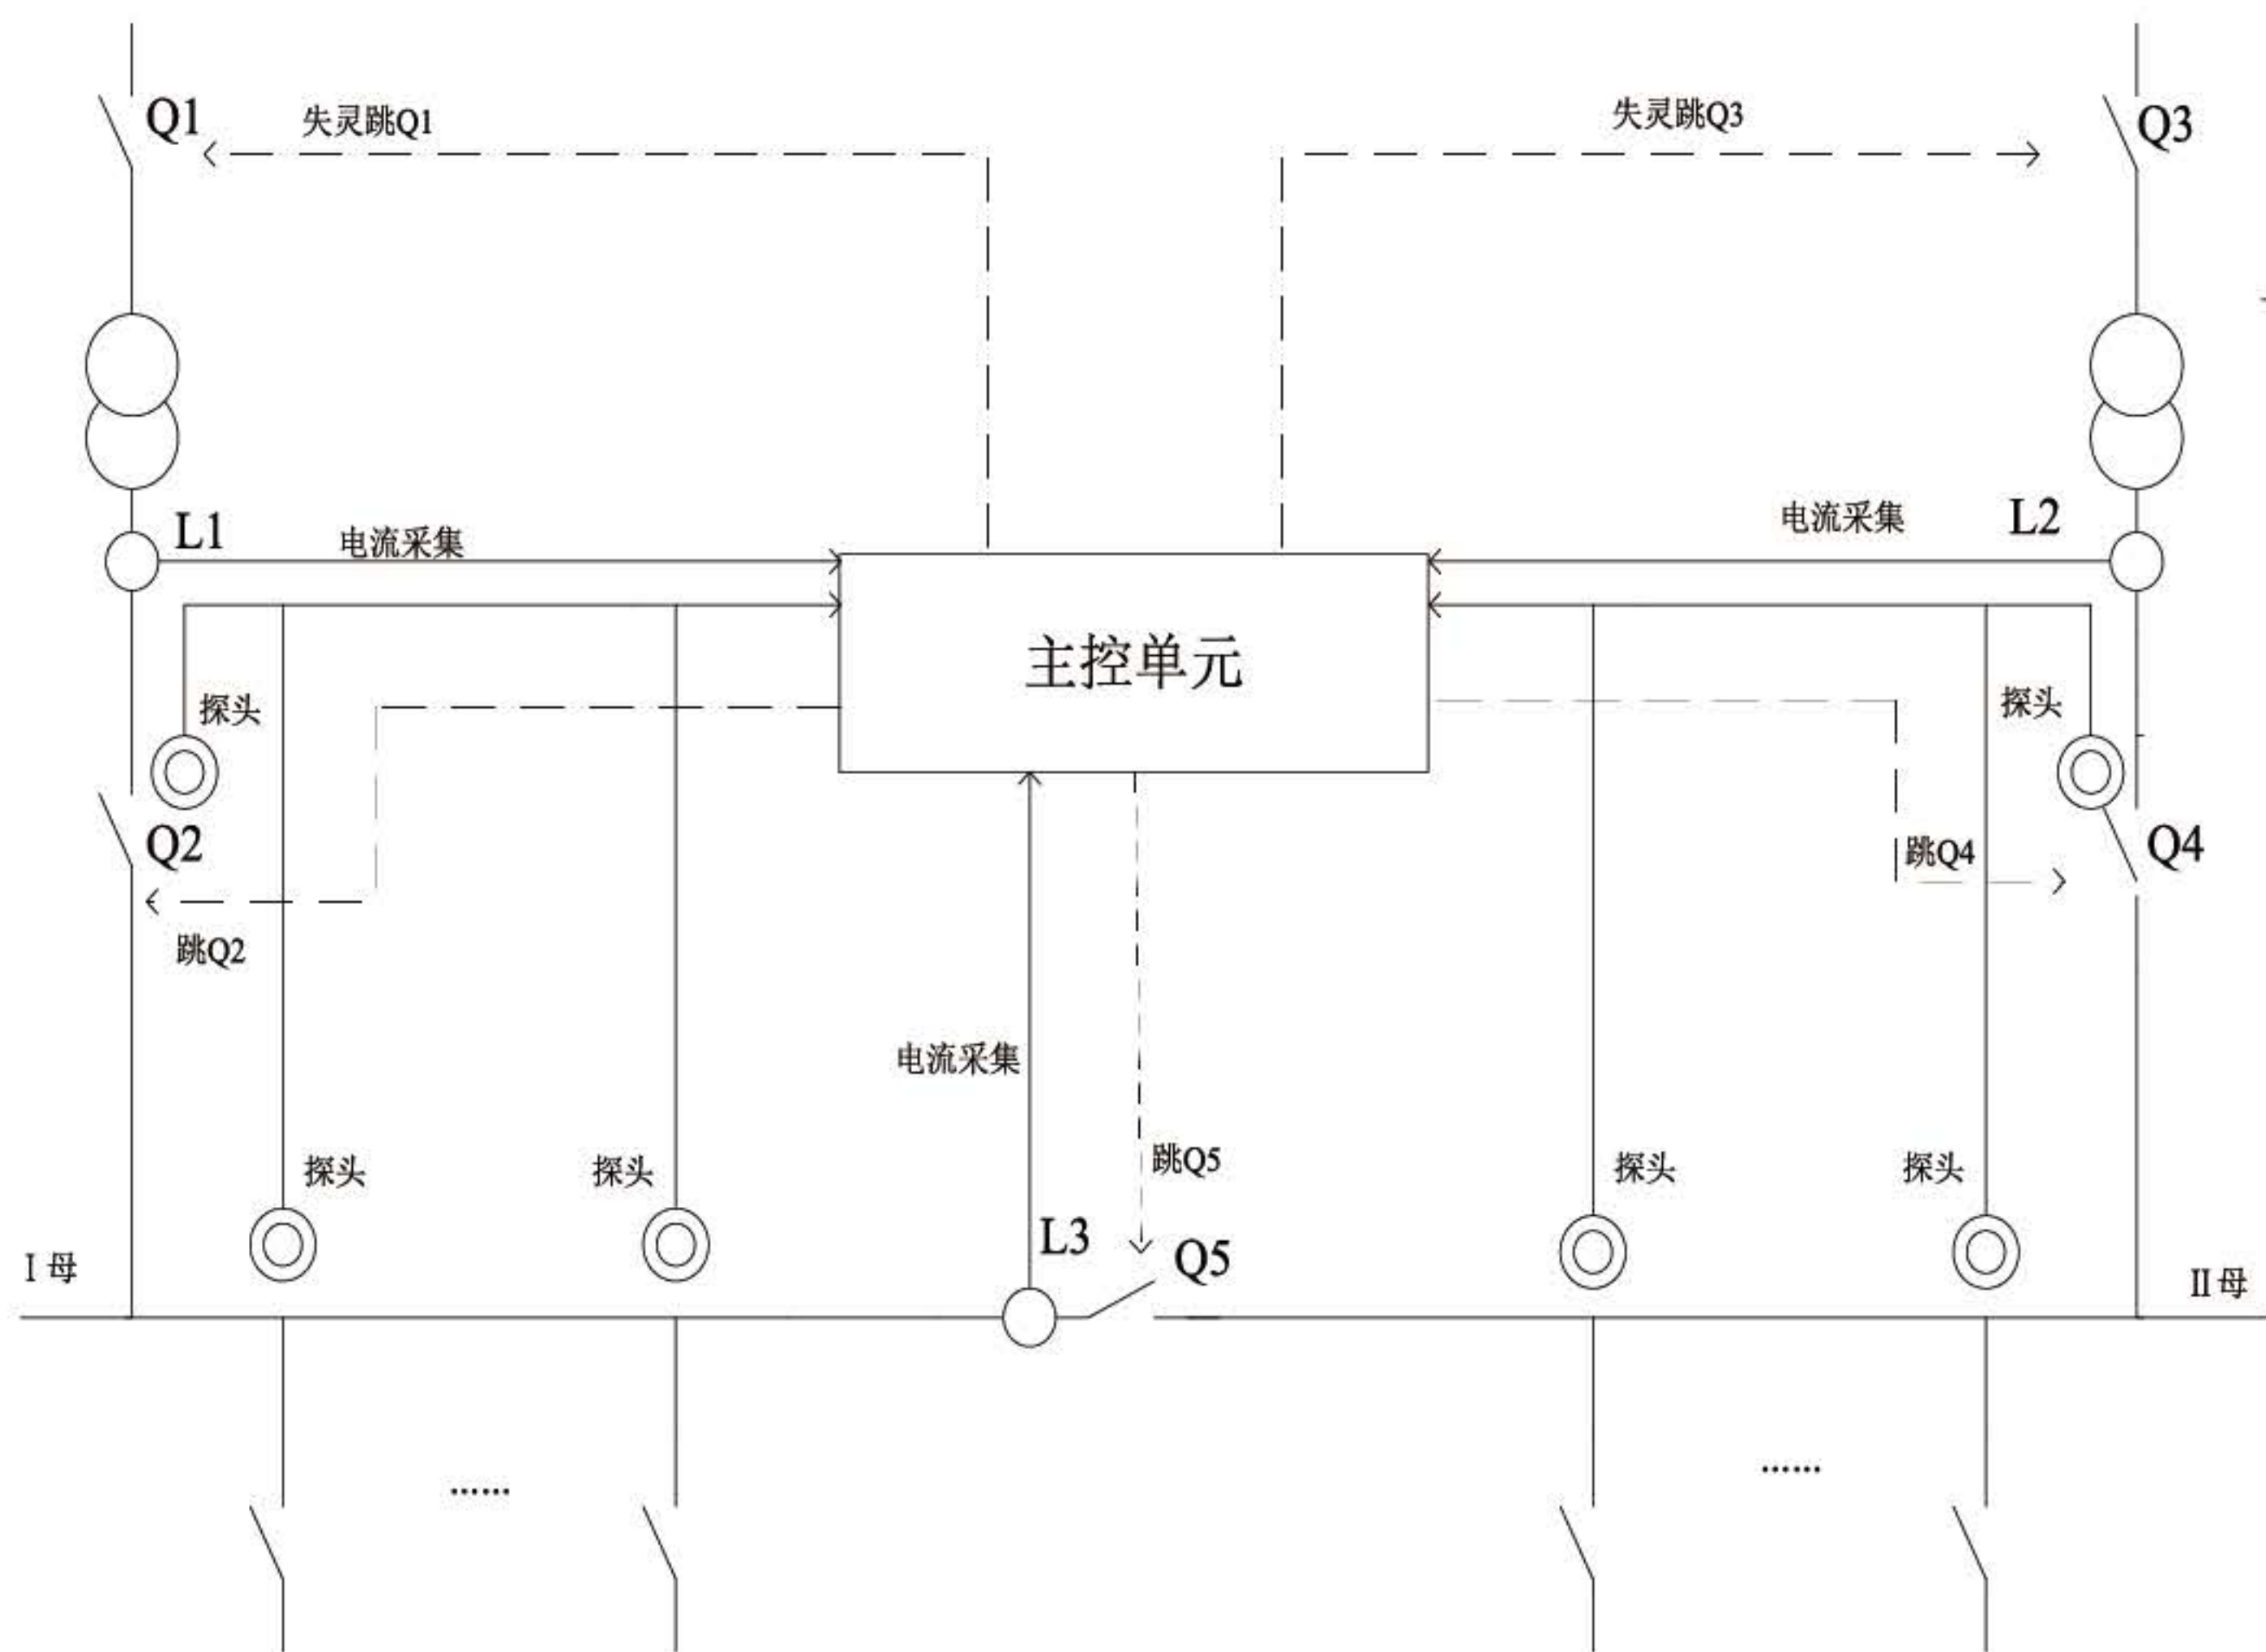 Q1
失灵跳Q1
失灵跳Q3
Q3
L1
电流采集
电流采集
L2
主控单元
探头
探头
Q2
跳Q4
Q4
跳Q2
电流采集
跳Q5
探头
探头
探头
探头
L3
Q5
I母
II母
......
......